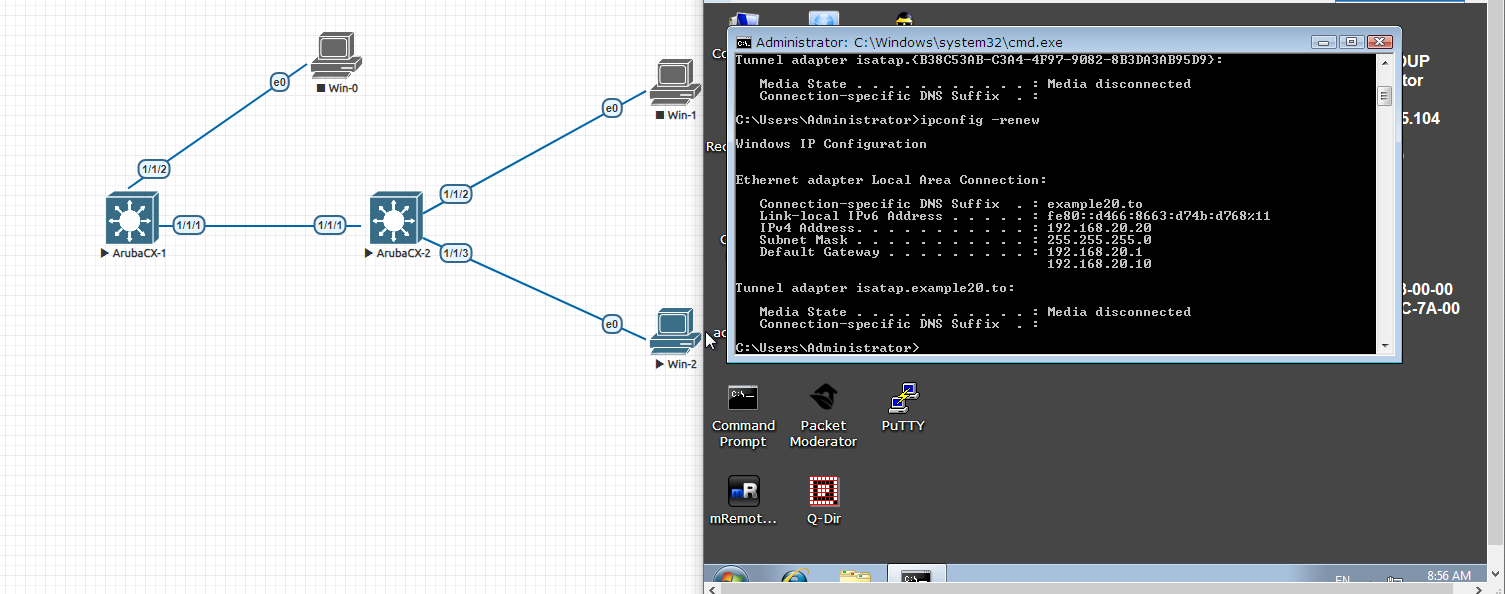 e0
Win-0
1/1/2
1/1/1
ArubaCX-1
1/1/1
ArubaCX-2
1/1/2
1/1/3
e0
Win-1
e0
Win-2
Administrator: C:\Windows\system32\cmd.exe
Tunnel adapter isatap.{B38C53AB-C3A4-4F97-9082-8B3DA3AB95D9}:
Media State . . . . . . . . . . . : Media disconnected
Connection-specific DNS Suffix . :
C:\Users\Administrator>ipconfig -renew
Windows IP Configuration
Ethernet adapter Local Area Connection:
Connection-specific DNS Suffix . : example20.to
Link-local IPv6 Address . . . . . : fe80::d466:8663:d74b:d768%11
IPv4 Address. . . . . . . . . . . : 192.168.20.20
Subnet Mask . . . . . . . . . . . : 255.255.255.0
Default Gateway . . . . . . . . . : 192.168.20.1
192.168.20.10
Tunnel adapter isatap.example20.to:
Media State . . . . . . . . . . . : Media disconnected
Connection-specific DNS Suffix . :
C:\Users\Administrator>
Co
Rec
C
ac
OUP
tor
5.104
3-00-00
C-7A-00
Command
Prompt
Packet
Moderator
PuTTY
mR
mRemot...
Q-Dir
C:\_
EN
8:56 AM